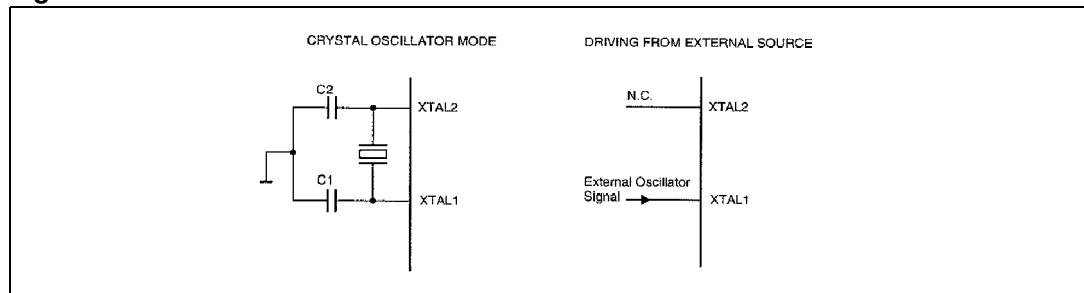 CRYSTAL OSCILLATOR MODE
C2
XTAL2
C1
XTAL1
DRIVING FROM EXTERNAL SOURCE
N.C.
XTAL2
External Oscillator
Signal
XTAL1